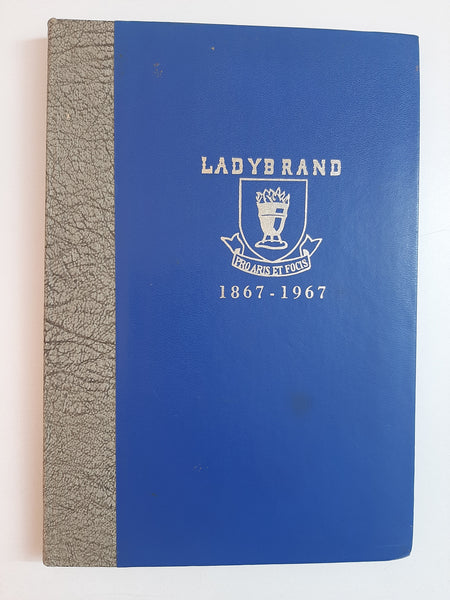 LADYBRAND
PRO ARIS ET FOCIS
1867-1967